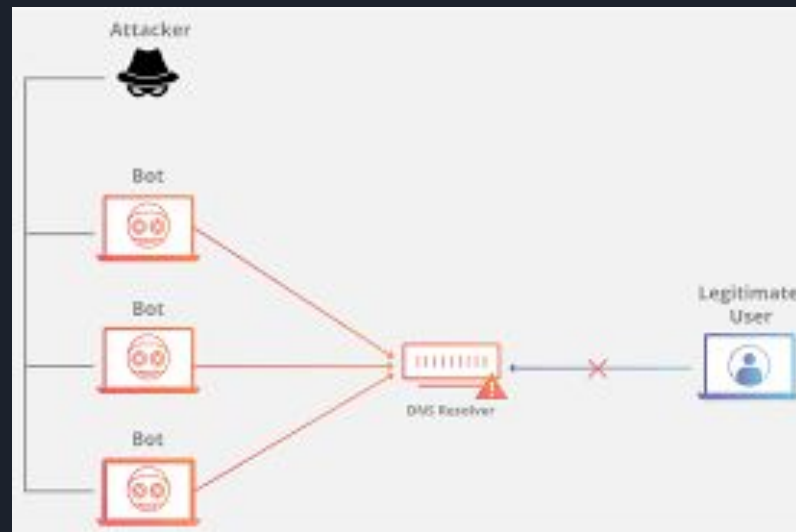 Attacker
Bot
Bot
Legitimate
User
DNS Resolver
Bot